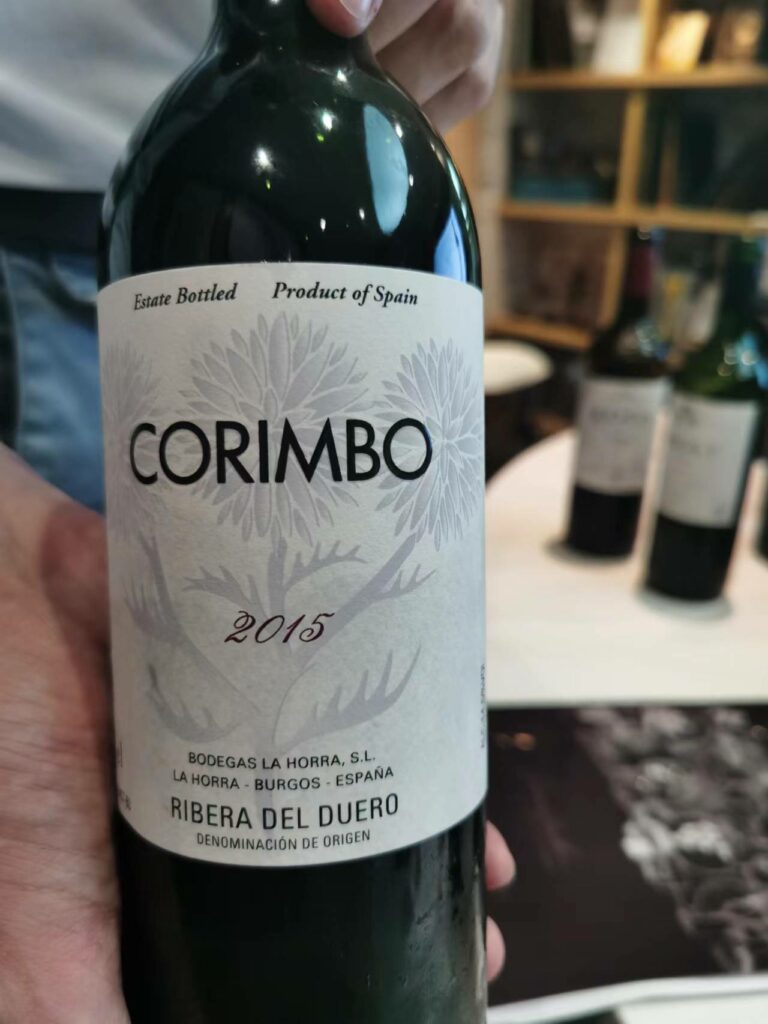 Estate Bottled Product of Spain
CORIMBO
2015
BODEGAS LA HORRA, S.L.
LA HORRA - BURGOS - ESPAÑA
RIBERA DEL DUERO
DENOMINACIÓN DE ORIGEN